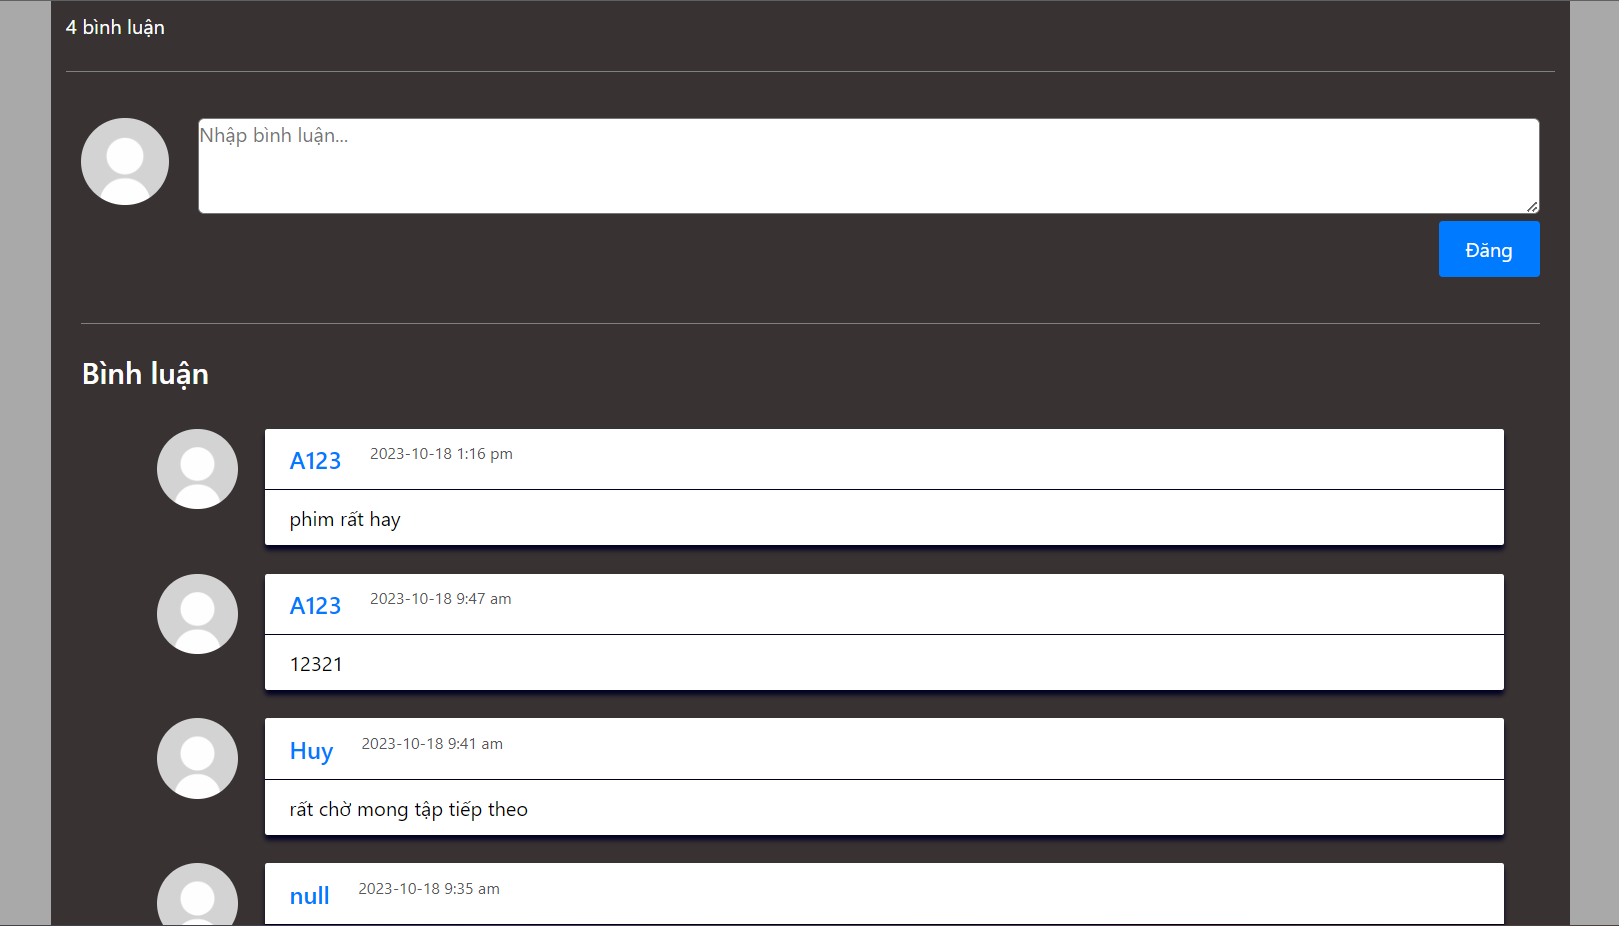 4 bình luận
Nhập bình luận...
Đăng
Bình luận
A123 2023-10-18 1:16 pm
phim rất hay
A123 2023-10-18 9:47 am
12321
Huy 2023-10-18 9:41 am
rất chờ mong tập tiếp theo
null 2023-10-18 9:35 am